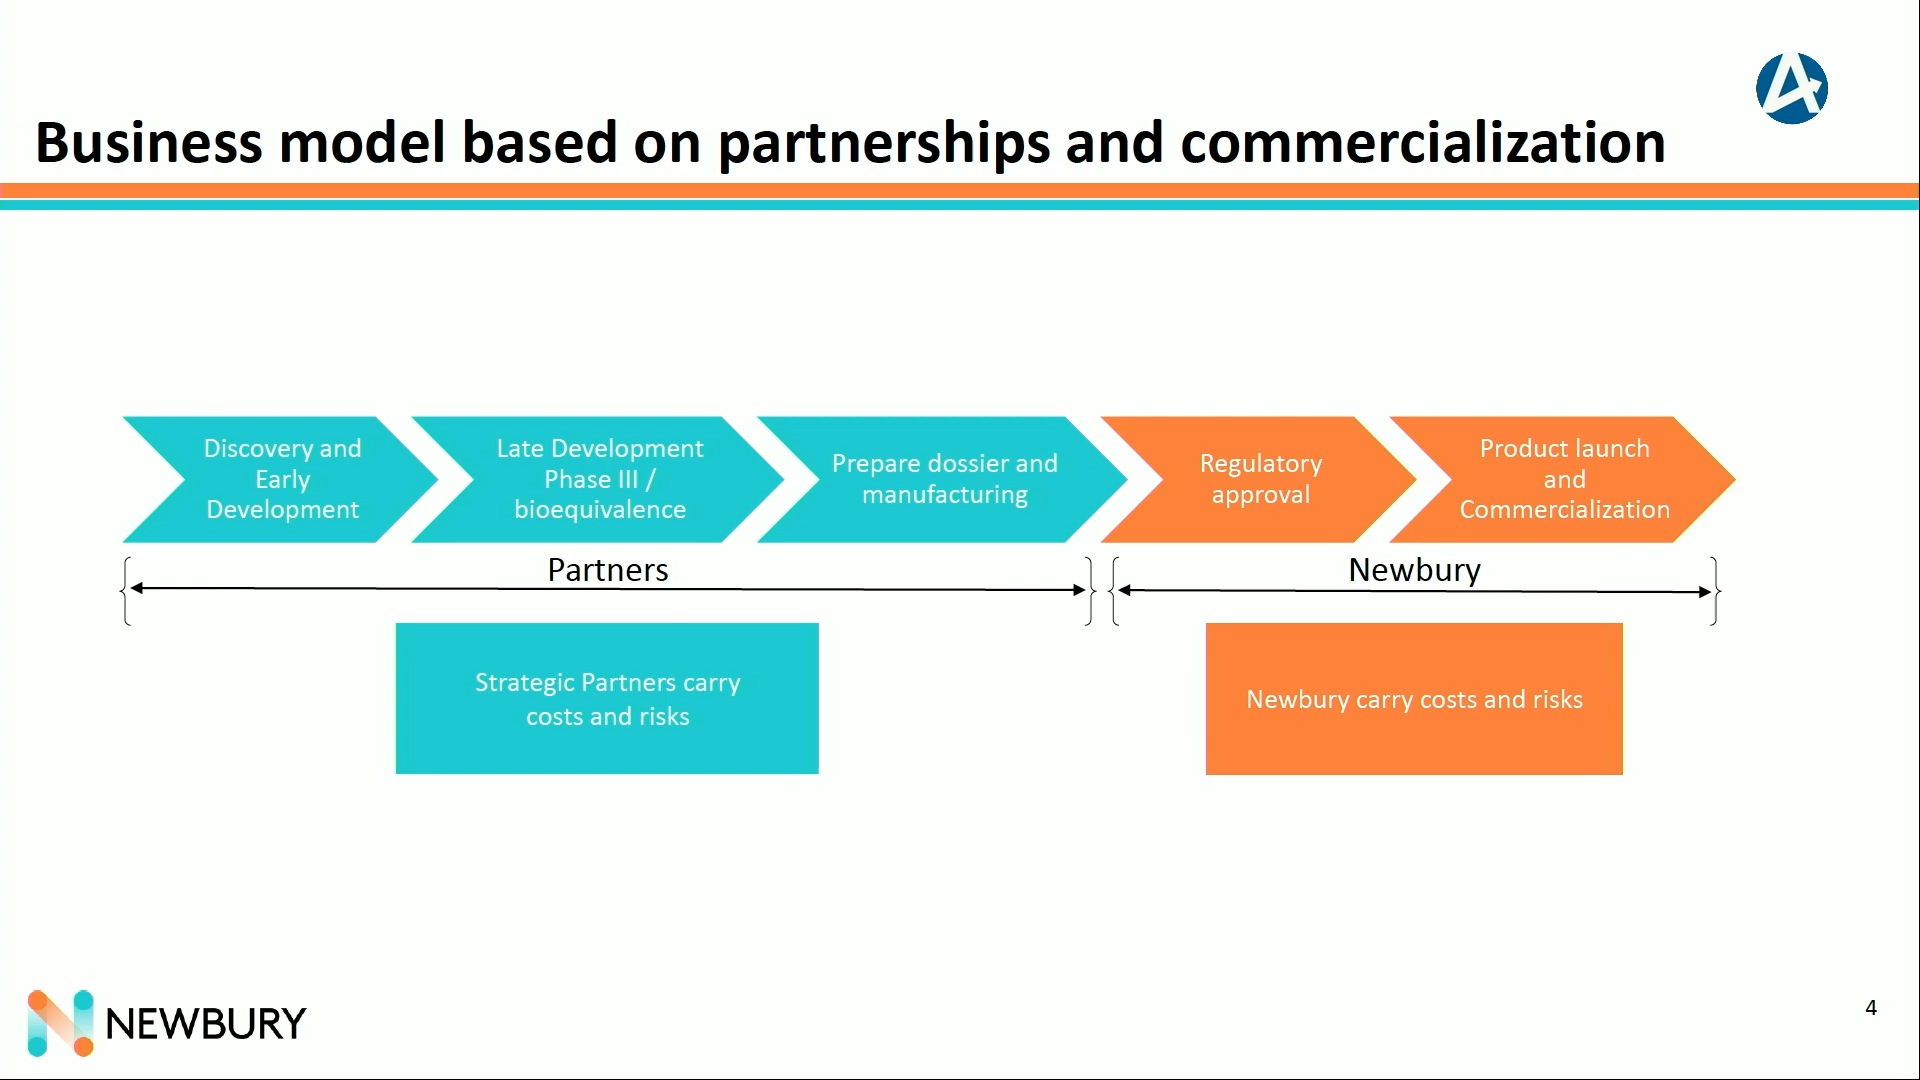 Business model based on partnerships and commercialization
Discovery and
Early
Development
Late Development
Phase III /
bioequivalence
Prepare dossier and
manufacturing
Regulatory
approval
Product launch
and
Commercialization
Partners
Newbury
Strategic Partners carry
costs and risks
Newbury carry costs and risks
NEWBURY
4